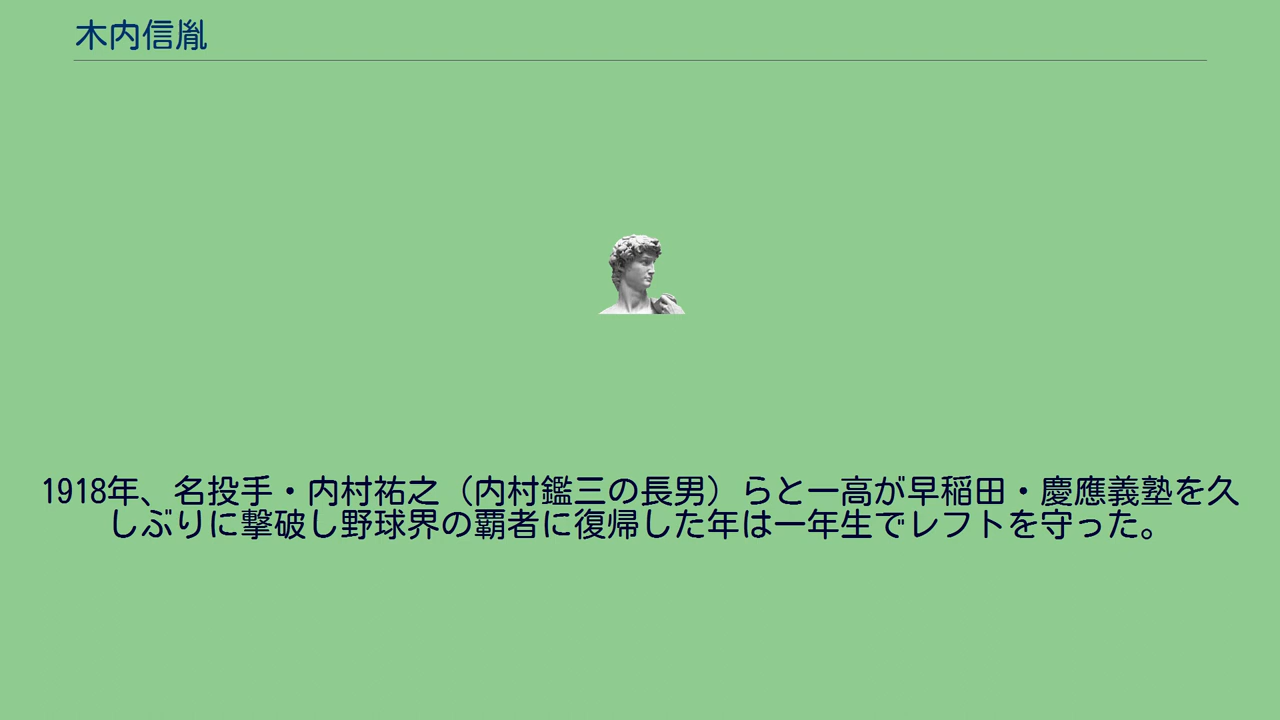 木内信胤
1918年、名投手・内村祐之（内村鑑三の長男）らと一高が早稲田・慶應義塾を久
しぶりに撃破し野球界の覇者に復帰した年は一年生でレフトを守った。